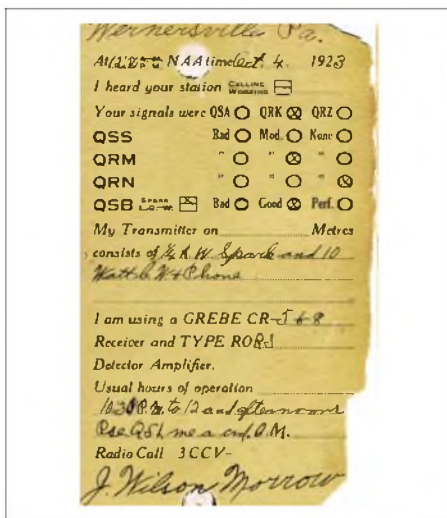 Wernersville Pa.
At NAA time Oct 4. 1923
I heard your station CALLING WORKING
Your signals were QSA QRK QRZ
QSS Bad Mod. None
QRM " " "
QRN " " "
QSB Bad Good Perf.
My Transmitter on Metres
consists of ½ K W. Spark and 10
Watt C W & Phone
I am using a GREBE CR-5 & 8
Receiver and TYPE RORJ
Detector Amplifier.
Usual hours of operation
10:30 P.M. to 12 and afternoons
Pse QSL me a crd. O.M.
Radio Call 3CCV-
J. Wilson Morrow